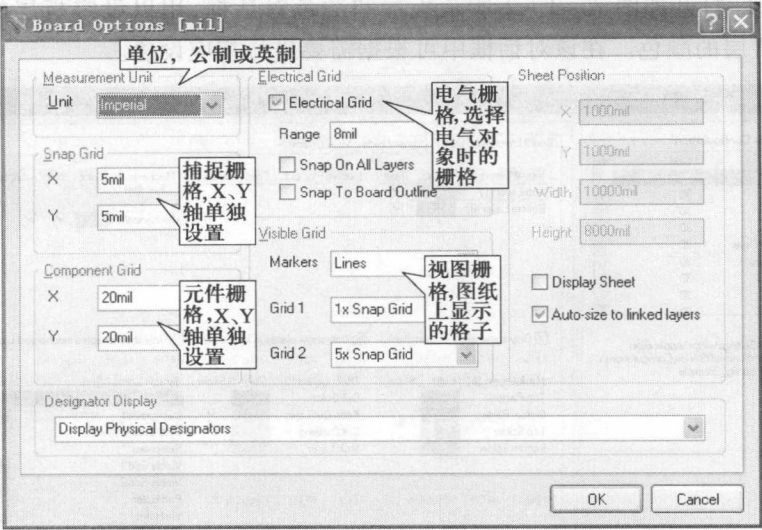 Board Options [mil]
单位，公制或英制
Measurement Unit
Unit
Imperial
Snap Grid
X
5mil
Y
5mil
捕捉栅
格,X、Y
轴单独
设置
Component Grid
X
20mil
Y
20mil
元件栅
格,X、Y
轴单独
设置
Electrical Grid
Electrical Grid
Range
8mil
Snap On All Layers
Snap To Board Outline
电气栅
格,选择
电气对
象时的
栅格
Visible Grid
Markers
Lines
Grid 1
1x Snap Grid
Grid 2
5x Snap Grid
视图栅
格,图纸
上显示
的格子
Sheet Position
X
1000mil
Y
1000mil
Width
10000mil
Height
8000mil
Display Sheet
Auto-size to linked layers
Designator Display
Display Physical Designators
OK
Cancel